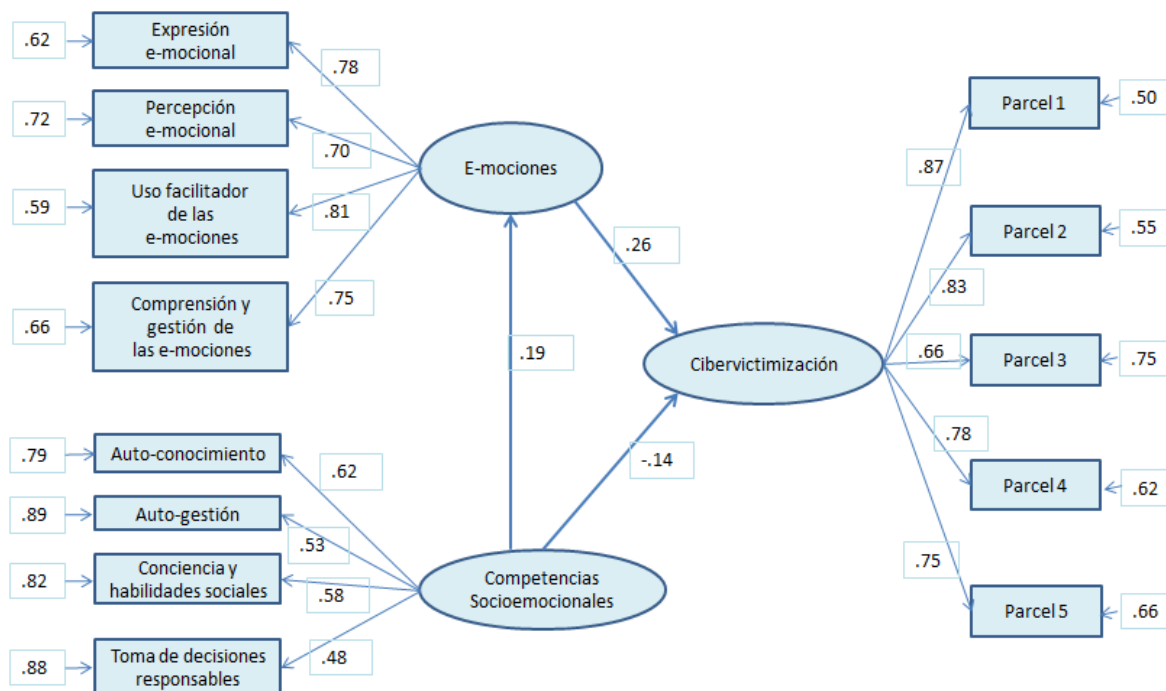 .62
Expresión
e-mocional
.78
.72
Percepción
e-mocional
.70
.59
Uso facilitador
de las
e-mociones
.81
.66
Comprensión y
gestión de
las e-mociones
.75
E-mociones
.26
.19
Cibervictimización
-.14
.79
Auto-conocimiento
.62
.89
Auto-gestión
.53
.82
Conciencia y
habilidades sociales
.58
.88
Toma de decisiones
responsables
.48
Competencias
Socioemocionales
.87
Parcel 1
.50
.83
Parcel 2
.55
.66
Parcel 3
.75
.78
Parcel 4
.62
.75
Parcel 5
.66